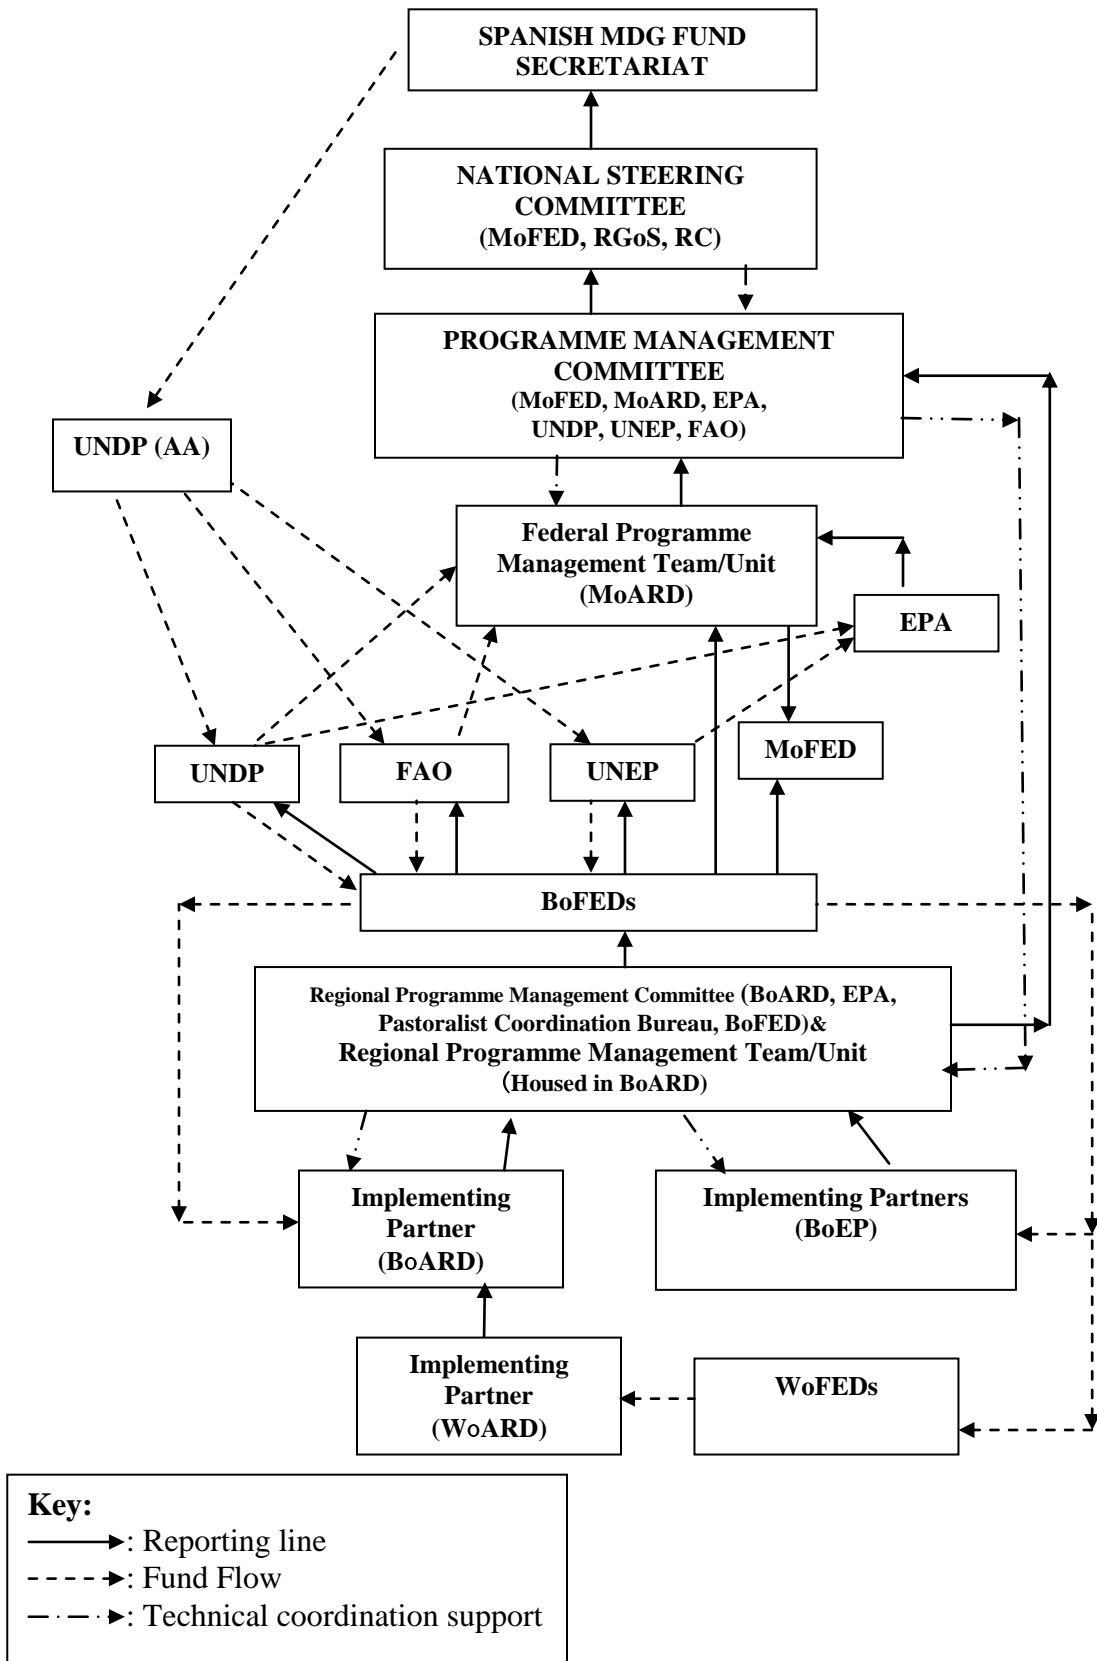 SPANISH MDG FUND
SECRETARIAT
NATIONAL STEERING
COMMITTEE
(MoFED, RGoS, RC)
PROGRAMME MANAGEMENT
COMMITTEE
(MoFED, MoARD, EPA,
UNDP, UNEP, FAO)
UNDP (AA)
Federal Programme
Management Team/Unit
(MoARD)
EPA
UNDP
FAO
UNEP
MoFED
BoFEDs
Regional Programme Management Committee (BoARD, EPA,
Pastoralist Coordination Bureau, BoFED)&
Regional Programme Management Team/Unit
(Housed in BoARD)
Implementing
Partner
(BoARD)
Implementing Partners
(BoEP)
Implementing
Partner
(WoARD)
WoFEDs
Key:
: Reporting line
: Fund Flow
: Technical coordination support